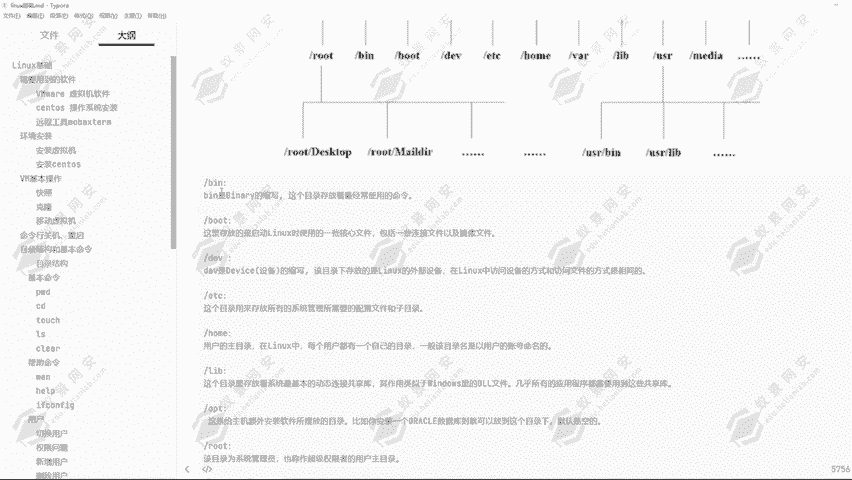 linux基础.md - Typora
文件(F) 编辑(E) 段落(P) 格式(O) 视图(V) 主题(T) 帮助(H)
文件 大纲
Linux基础
需要用到的软件
VMware 虚拟机软件
centos 操作系统安装
远程工具mobaxterm
环境安装
安装虚拟机
安装centos
VM基本操作
快照
克隆
移动虚拟机
命令行关机、重启
目录结构和基本命令
目录结构
基本命令
pwd
cd
touch
ls
clear
帮助命令
man
help
ifconfig
用户
切换用户
权限问题
新增用户
删除用户
/root /bin /boot /dev /etc /home /var /lib /usr /media ……
/root/Desktop /root/Maildir …… …… /usr/bin /usr/lib ……
/bin:
bin是Binary的缩写, 这个目录存放着最经常使用的命令。
/boot:
这里存放的是启动Linux时使用的一些核心文件，包括一些连接文件以及镜像文件。
/dev :
dev是Device(设备)的缩写, 该目录下存放的是Linux的外部设备，在Linux中访问设备的方式和访问文件的方式是相同的。
/etc:
这个目录用来存放所有的系统管理所需要的配置文件和子目录。
/home:
用户的主目录，在Linux中，每个用户都有一个自己的目录，一般该目录名是以用户的账号命名的。
/lib:
这个目录里存放着系统最基本的动态连接共享库，其作用类似于Windows里的DLL文件。几乎所有的应用程序都需要用到这些共享库。
/opt:
这是给主机额外安装软件所摆放的目录。比如你安装一个ORACLE数据库则就可以放到这个目录下。默认是空的。
/root:
该目录为系统管理员，也称作超级权限者的用户主目录。
5756
蚁景网安
edu.hetianlab.com